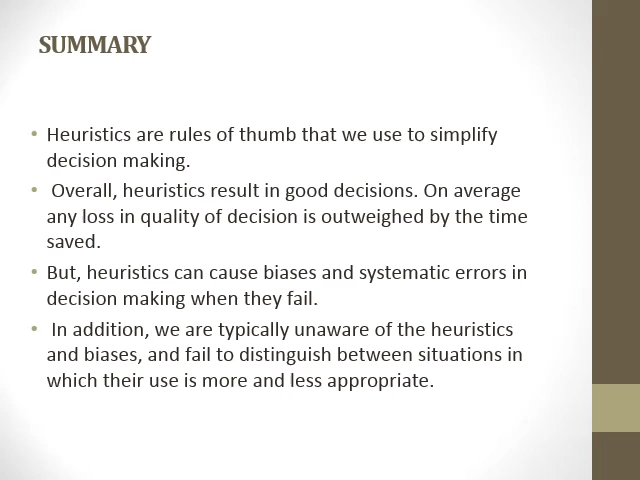 SUMMARY
• Heuristics are rules of thumb that we use to simplify
decision making.
• Overall, heuristics result in good decisions. On average
any loss in quality of decision is outweighed by the time
saved.
• But, heuristics can cause biases and systematic errors in
decision making when they fail.
• In addition, we are typically unaware of the heuristics
and biases, and fail to distinguish between situations in
which their use is more and less appropriate.